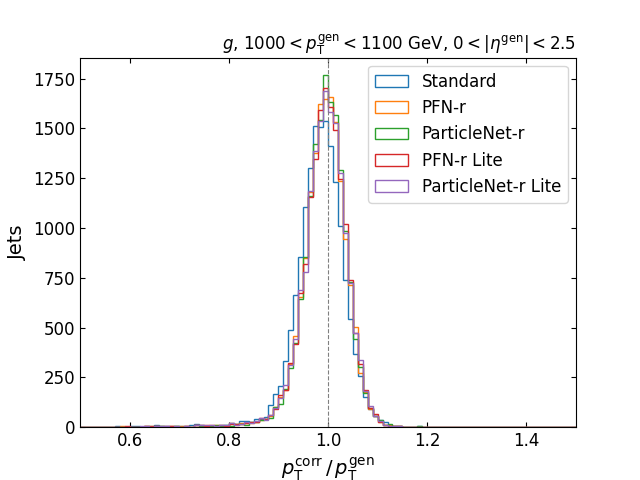 g, 1000 < p_T^gen < 1100 GeV, 0 < |η^gen| < 2.5
Standard
PFN-r
ParticleNet-r
PFN-r Lite
ParticleNet-r Lite
Jets
1750
1500
1250
1000
750
500
250
0
0.6 0.8 1.0 1.2 1.4
p_T^corr / p_T^gen